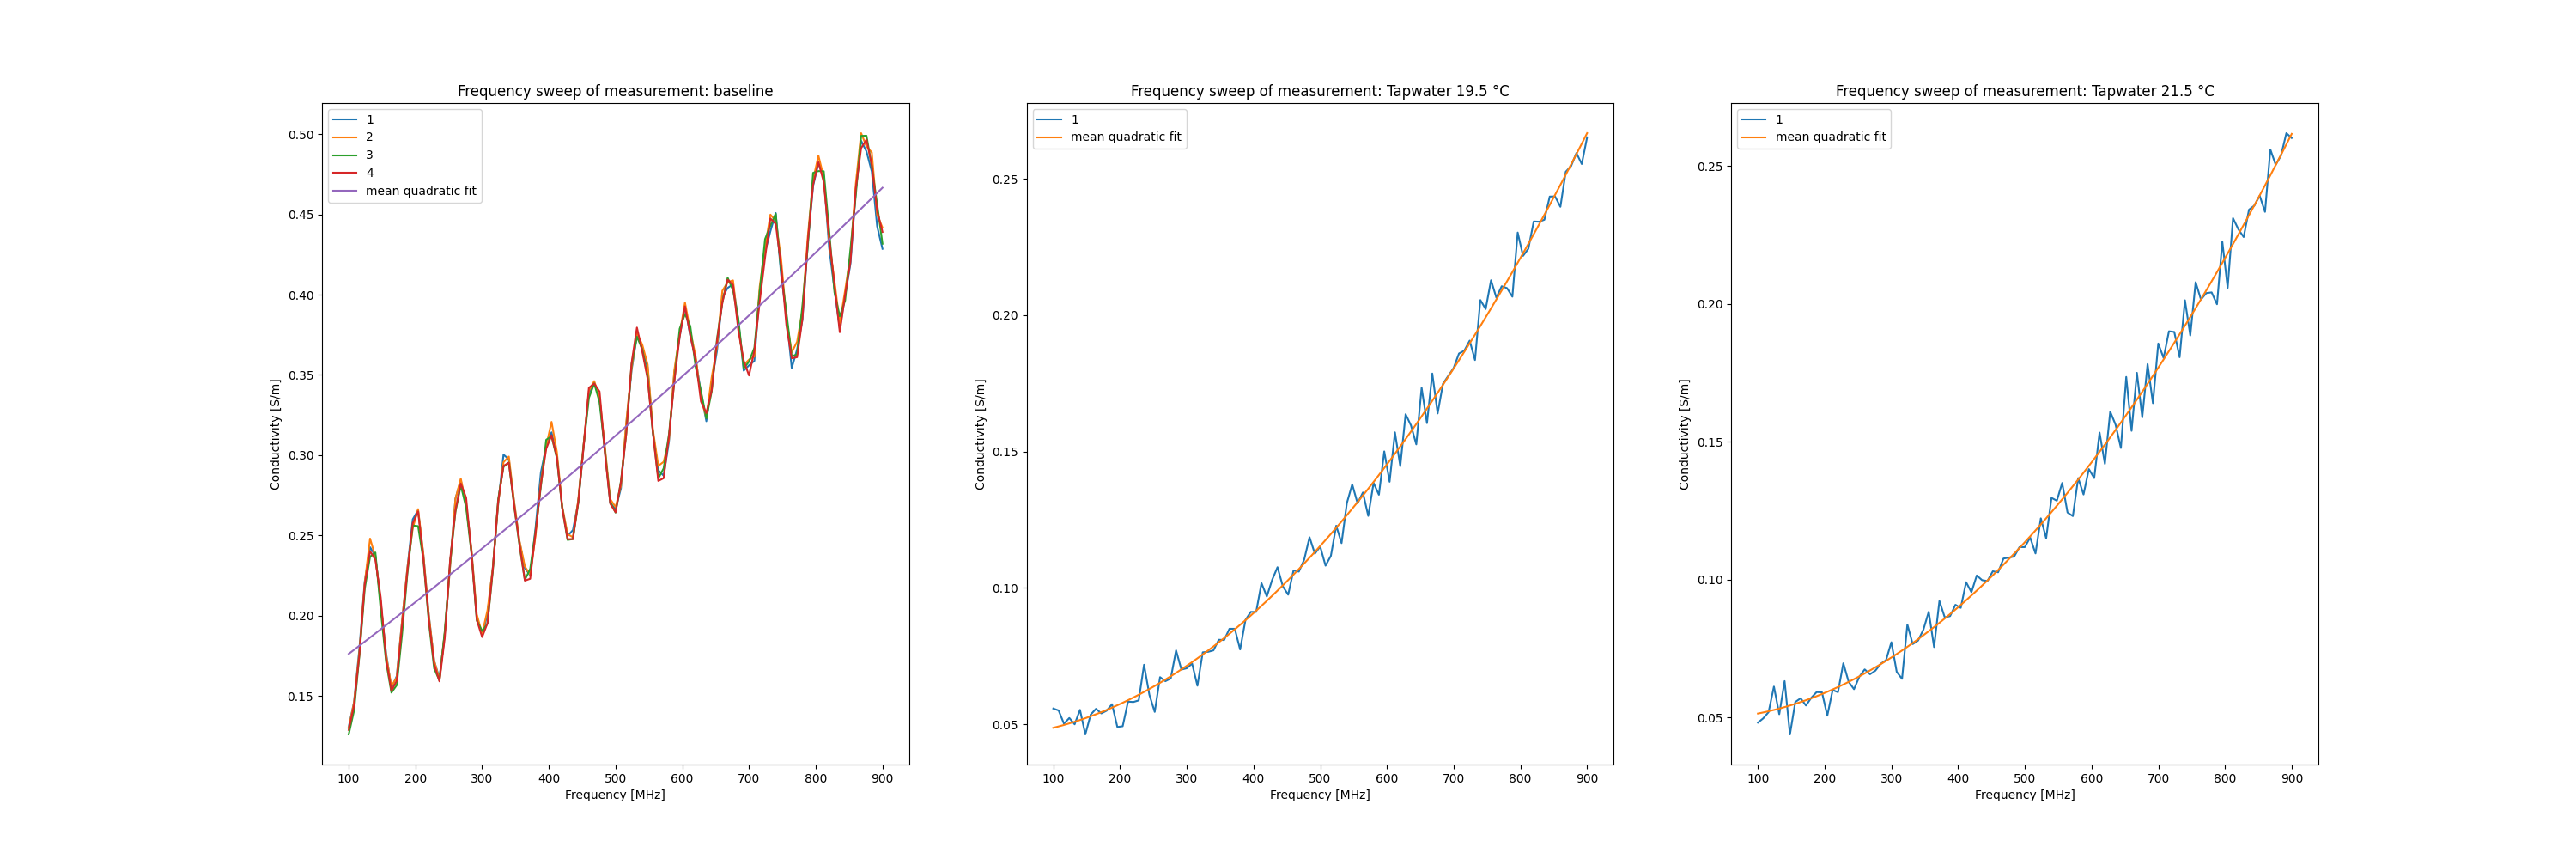 Frequency sweep of measurement: baseline
1
2
3
4
mean quadratic fit
0.50
0.45
0.40
0.35
0.30
0.25
0.20
0.15
Conductivity [S/m]
100 200 300 400 500 600 700 800 900
Frequency [MHz]
Frequency sweep of measurement: Tapwater 19.5 °C
1
mean quadratic fit
0.25
0.20
0.15
0.10
0.05
Conductivity [S/m]
100 200 300 400 500 600 700 800 900
Frequency [MHz]
Frequency sweep of measurement: Tapwater 21.5 °C
1
mean quadratic fit
0.25
0.20
0.15
0.10
0.05
Conductivity [S/m]
100 200 300 400 500 600 700 800 900
Frequency [MHz]